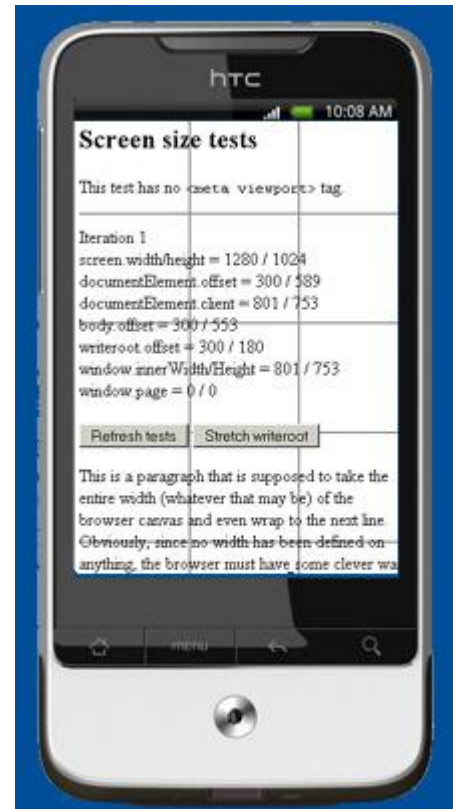 hTC
10:08 AM
Screen size tests
This test has no <meta viewport> tag.
Iteration 1
screen.width/height = 1280 / 1024
documentElement.offset = 300 / 589
documentElement.client = 801 / 753
body.offset = 300 / 553
writeroot.offset = 300 / 180
window.innerWidth/Height = 801 / 753
window.page = 0 / 0
Refresh tests Stretch writeroot
This is a paragraph that is supposed to take the
entire width (whatever that may be) of the
browser canvas and even wrap to the next line.
Obviously, since no width has been defined on
anything, the browser must have some clever wa
menu